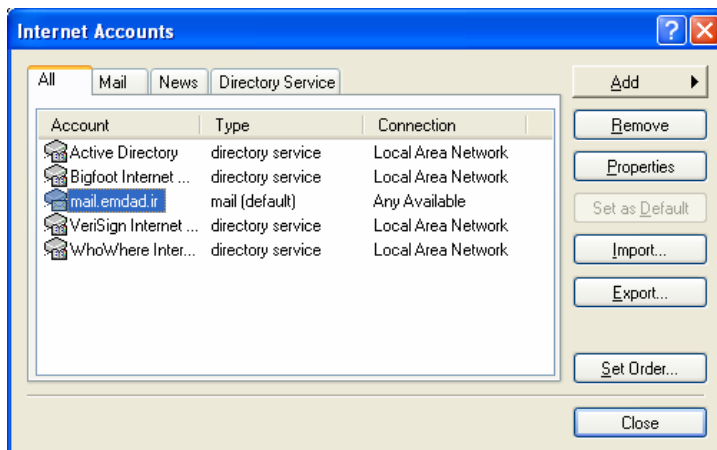 Internet Accounts
All Mail News Directory Service
Add
Account Type Connection
Remove
Active Directory directory service Local Area Network
Bigfoot Internet ... directory service Local Area Network
Properties
mail.emdad.ir mail (default) Any Available
Set as Default
VeriSign Internet ... directory service Local Area Network
WhoWhere Inter... directory service Local Area Network
Import...
Export...
Set Order...
Close